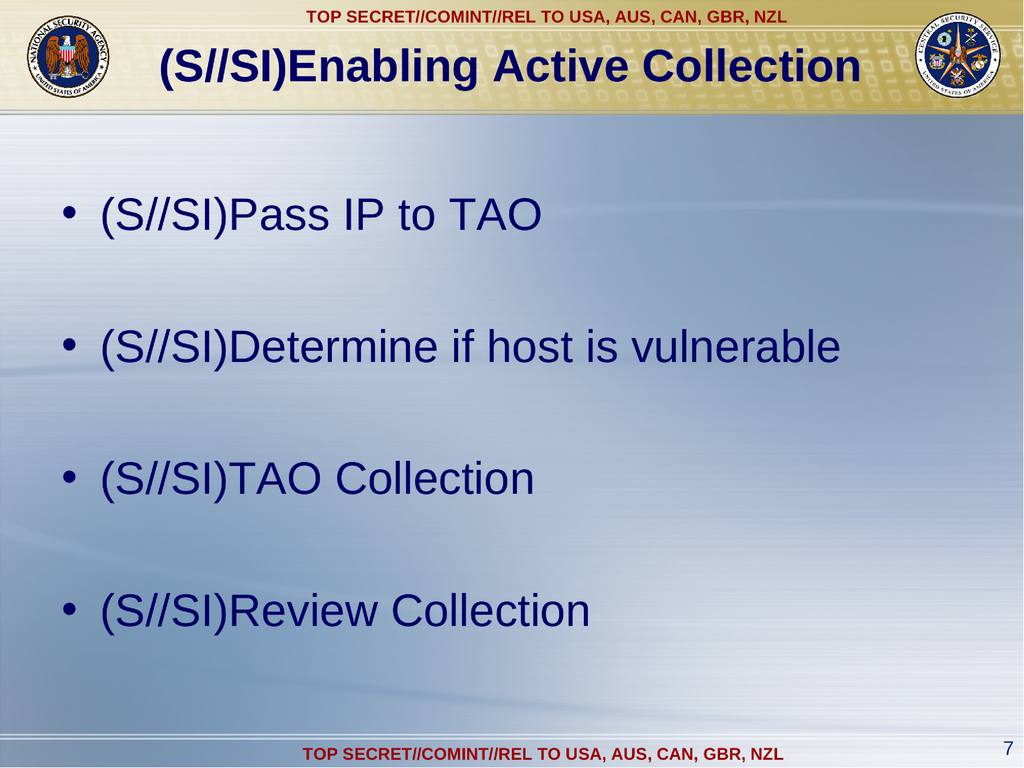 TOP SECRET//COMINT//REL TO USA, AUS, CAN, GBR, NZL
NATIONAL SECURITY AGENCY
UNITED STATES OF AMERICA
(S//SI)Enabling Active Collection
CENTRAL SECURITY SERVICE
UNITED STATES OF AMERICA
• (S//SI)Pass IP to TAO
• (S//SI)Determine if host is vulnerable
• (S//SI)TAO Collection
• (S//SI)Review Collection
TOP SECRET//COMINT//REL TO USA, AUS, CAN, GBR, NZL
7